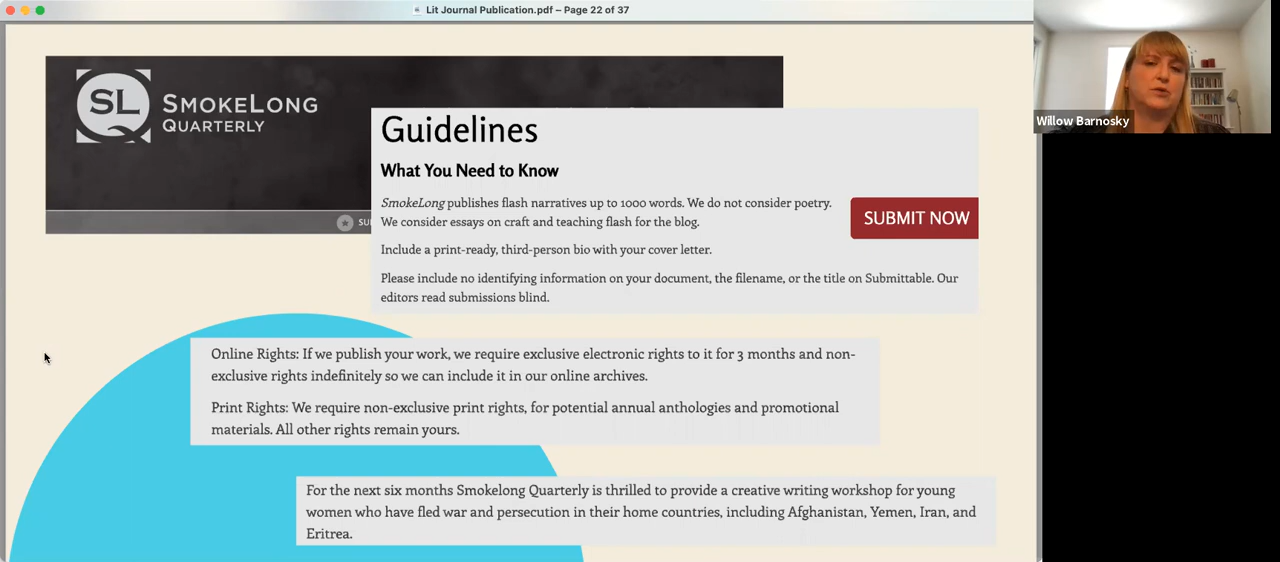 Lit Journal Publication.pdf – Page 22 of 37
SL
SMOKELONG
QUARTERLY
Guidelines
What You Need to Know
SmokeLong publishes flash narratives up to 1000 words. We do not consider poetry.
We consider essays on craft and teaching flash for the blog.
SUBMIT NOW
Include a print-ready, third-person bio with your cover letter.
Please include no identifying information on your document, the filename, or the title on Submittable. Our
editors read submissions blind.
Online Rights: If we publish your work, we require exclusive electronic rights to it for 3 months and non-
exclusive rights indefinitely so we can include it in our online archives.
Print Rights: We require non-exclusive print rights, for potential annual anthologies and promotional
materials. All other rights remain yours.
For the next six months Smokelong Quarterly is thrilled to provide a creative writing workshop for young
women who have fled war and persecution in their home countries, including Afghanistan, Yemen, Iran, and
Eritrea.
Willow Barnosky